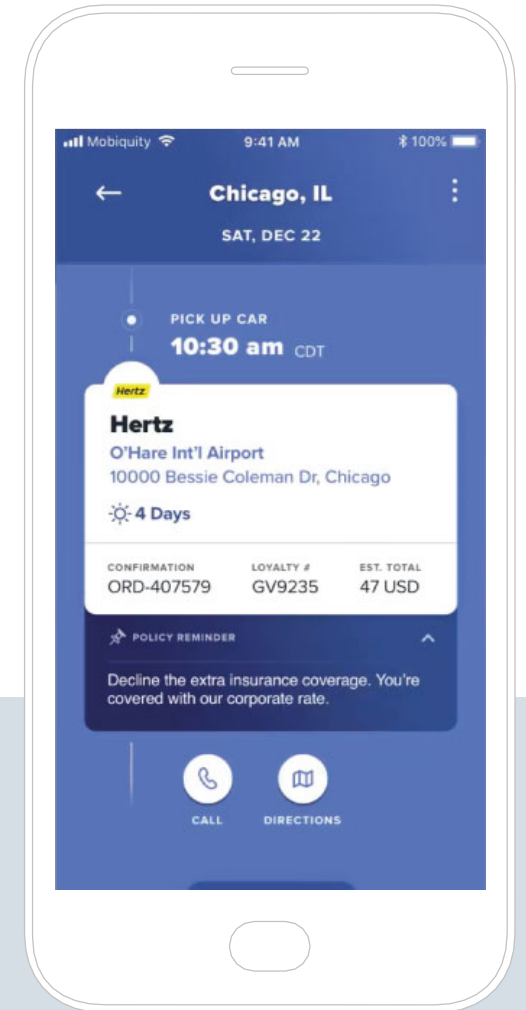 Mobiquity 9:41 AM 100%
Chicago, IL
SAT, DEC 22
PICK UP CAR
10:30 am CDT
Hertz
Hertz
O'Hare Int'l Airport
10000 Bessie Coleman Dr, Chicago
4 Days
CONFIRMATION LOYALTY # EST. TOTAL
ORD-407579 GV9235 47 USD
POLICY REMINDER
Decline the extra insurance coverage. You're
covered with our corporate rate.
CALL DIRECTIONS